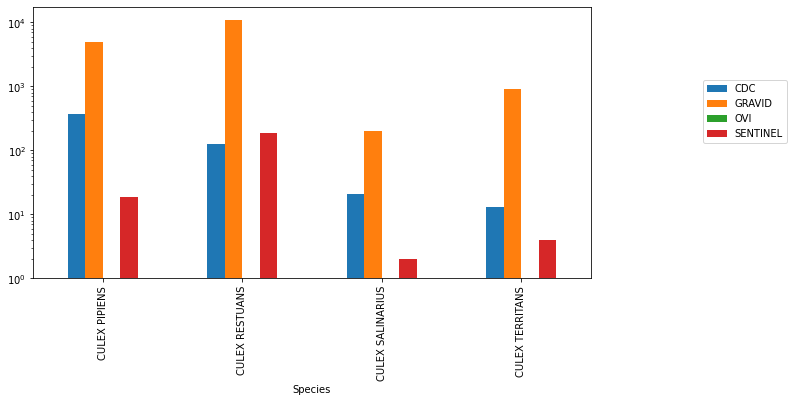 10⁴
10³
10²
10¹
10⁰
CULEX PIPIENS
CULEX RESTUANS
CULEX SALINARIUS
CULEX TERRITANS
Species
CDC
GRAVID
OVI
SENTINEL